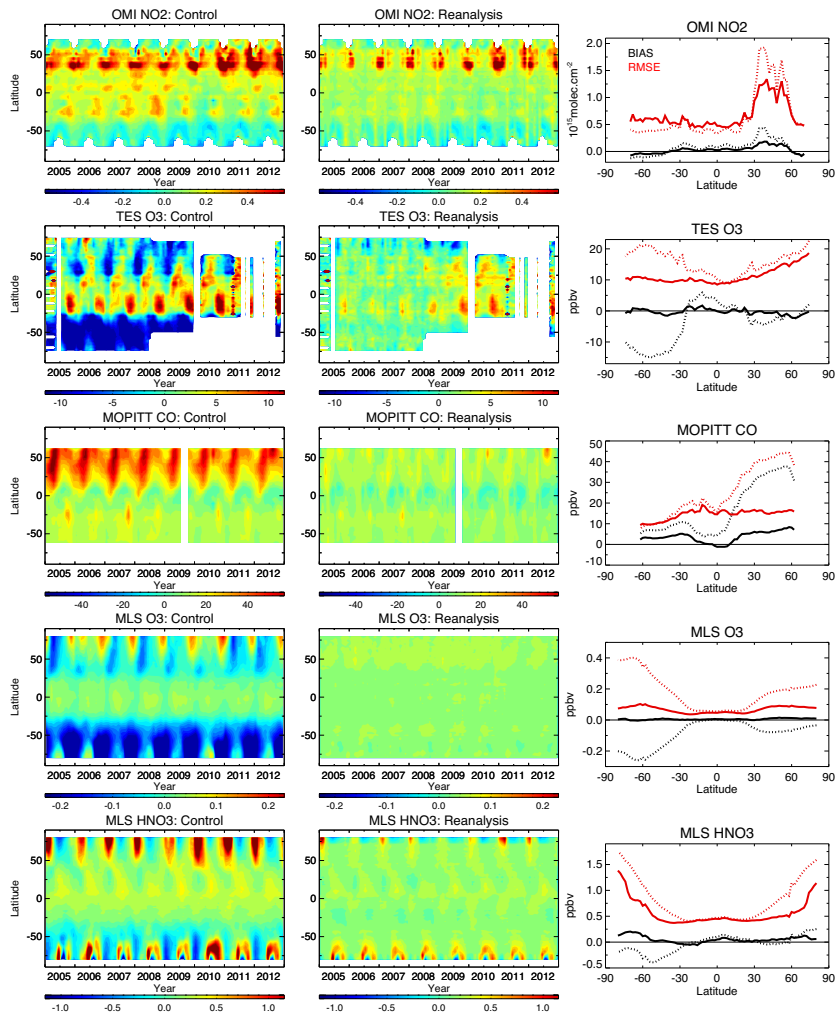 OMI NO2: Control
OMI NO2: Reanalysis
OMI NO2
Latitude
50
0
-50
2005 2006 2007 2008 2009 2010 2011 2012
Year
-0.4 -0.2 0.0 0.2 0.4
2005 2006 2007 2008 2009 2010 2011 2012
Year
-0.4 -0.2 0.0 0.2 0.4
10¹⁵molec.cm⁻²
2.0
1.5
1.0
0.5
0.0
BIAS
RMSE
-90 -60 -30 0 30 60 90
Latitude
TES O3: Control
TES O3: Reanalysis
TES O3
Latitude
50
0
-50
2005 2006 2007 2008 2009 2010 2011 2012
Year
-10 -5 0 5 10
50
0
-50
2005 2006 2007 2008 2009 2010 2011 2012
Year
-10 -5 0 5 10
ppbv
20
10
0
-10
-90 -60 -30 0 30 60 90
Latitude
MOPITT CO: Control
MOPITT CO: Reanalysis
MOPITT CO
Latitude
50
0
-50
2005 2006 2007 2008 2009 2010 2011 2012
Year
-40 -20 0 20 40
50
0
-50
2005 2006 2007 2008 2009 2010 2011 2012
Year
-40 -20 0 20 40
ppbv
50
40
30
20
10
0
-10
-90 -60 -30 0 30 60 90
Latitude
MLS O3: Control
MLS O3: Reanalysis
MLS O3
Latitude
50
0
-50
2005 2006 2007 2008 2009 2010 2011 2012
Year
-0.2 -0.1 0.0 0.1 0.2
50
0
-50
2005 2006 2007 2008 2009 2010 2011 2012
Year
-0.2 -0.1 0.0 0.1 0.2
ppbv
0.4
0.2
0.0
-0.2
-90 -60 -30 0 30 60 80
Latitude
MLS HNO3: Control
MLS HNO3: Reanalysis
MLS HNO3
Latitude
50
0
-50
2005 2006 2007 2008 2009 2010 2011 2012
Year
-1.0 -0.5 0.0 0.5 1.0
50
0
-50
2005 2006 2007 2008 2009 2010 2011 2012
Year
-1.0 -0.5 0.0 0.5 1.0
ppbv
1.5
1.0
0.5
0.0
-90 -60 -30 0 30 60 90
Latitude